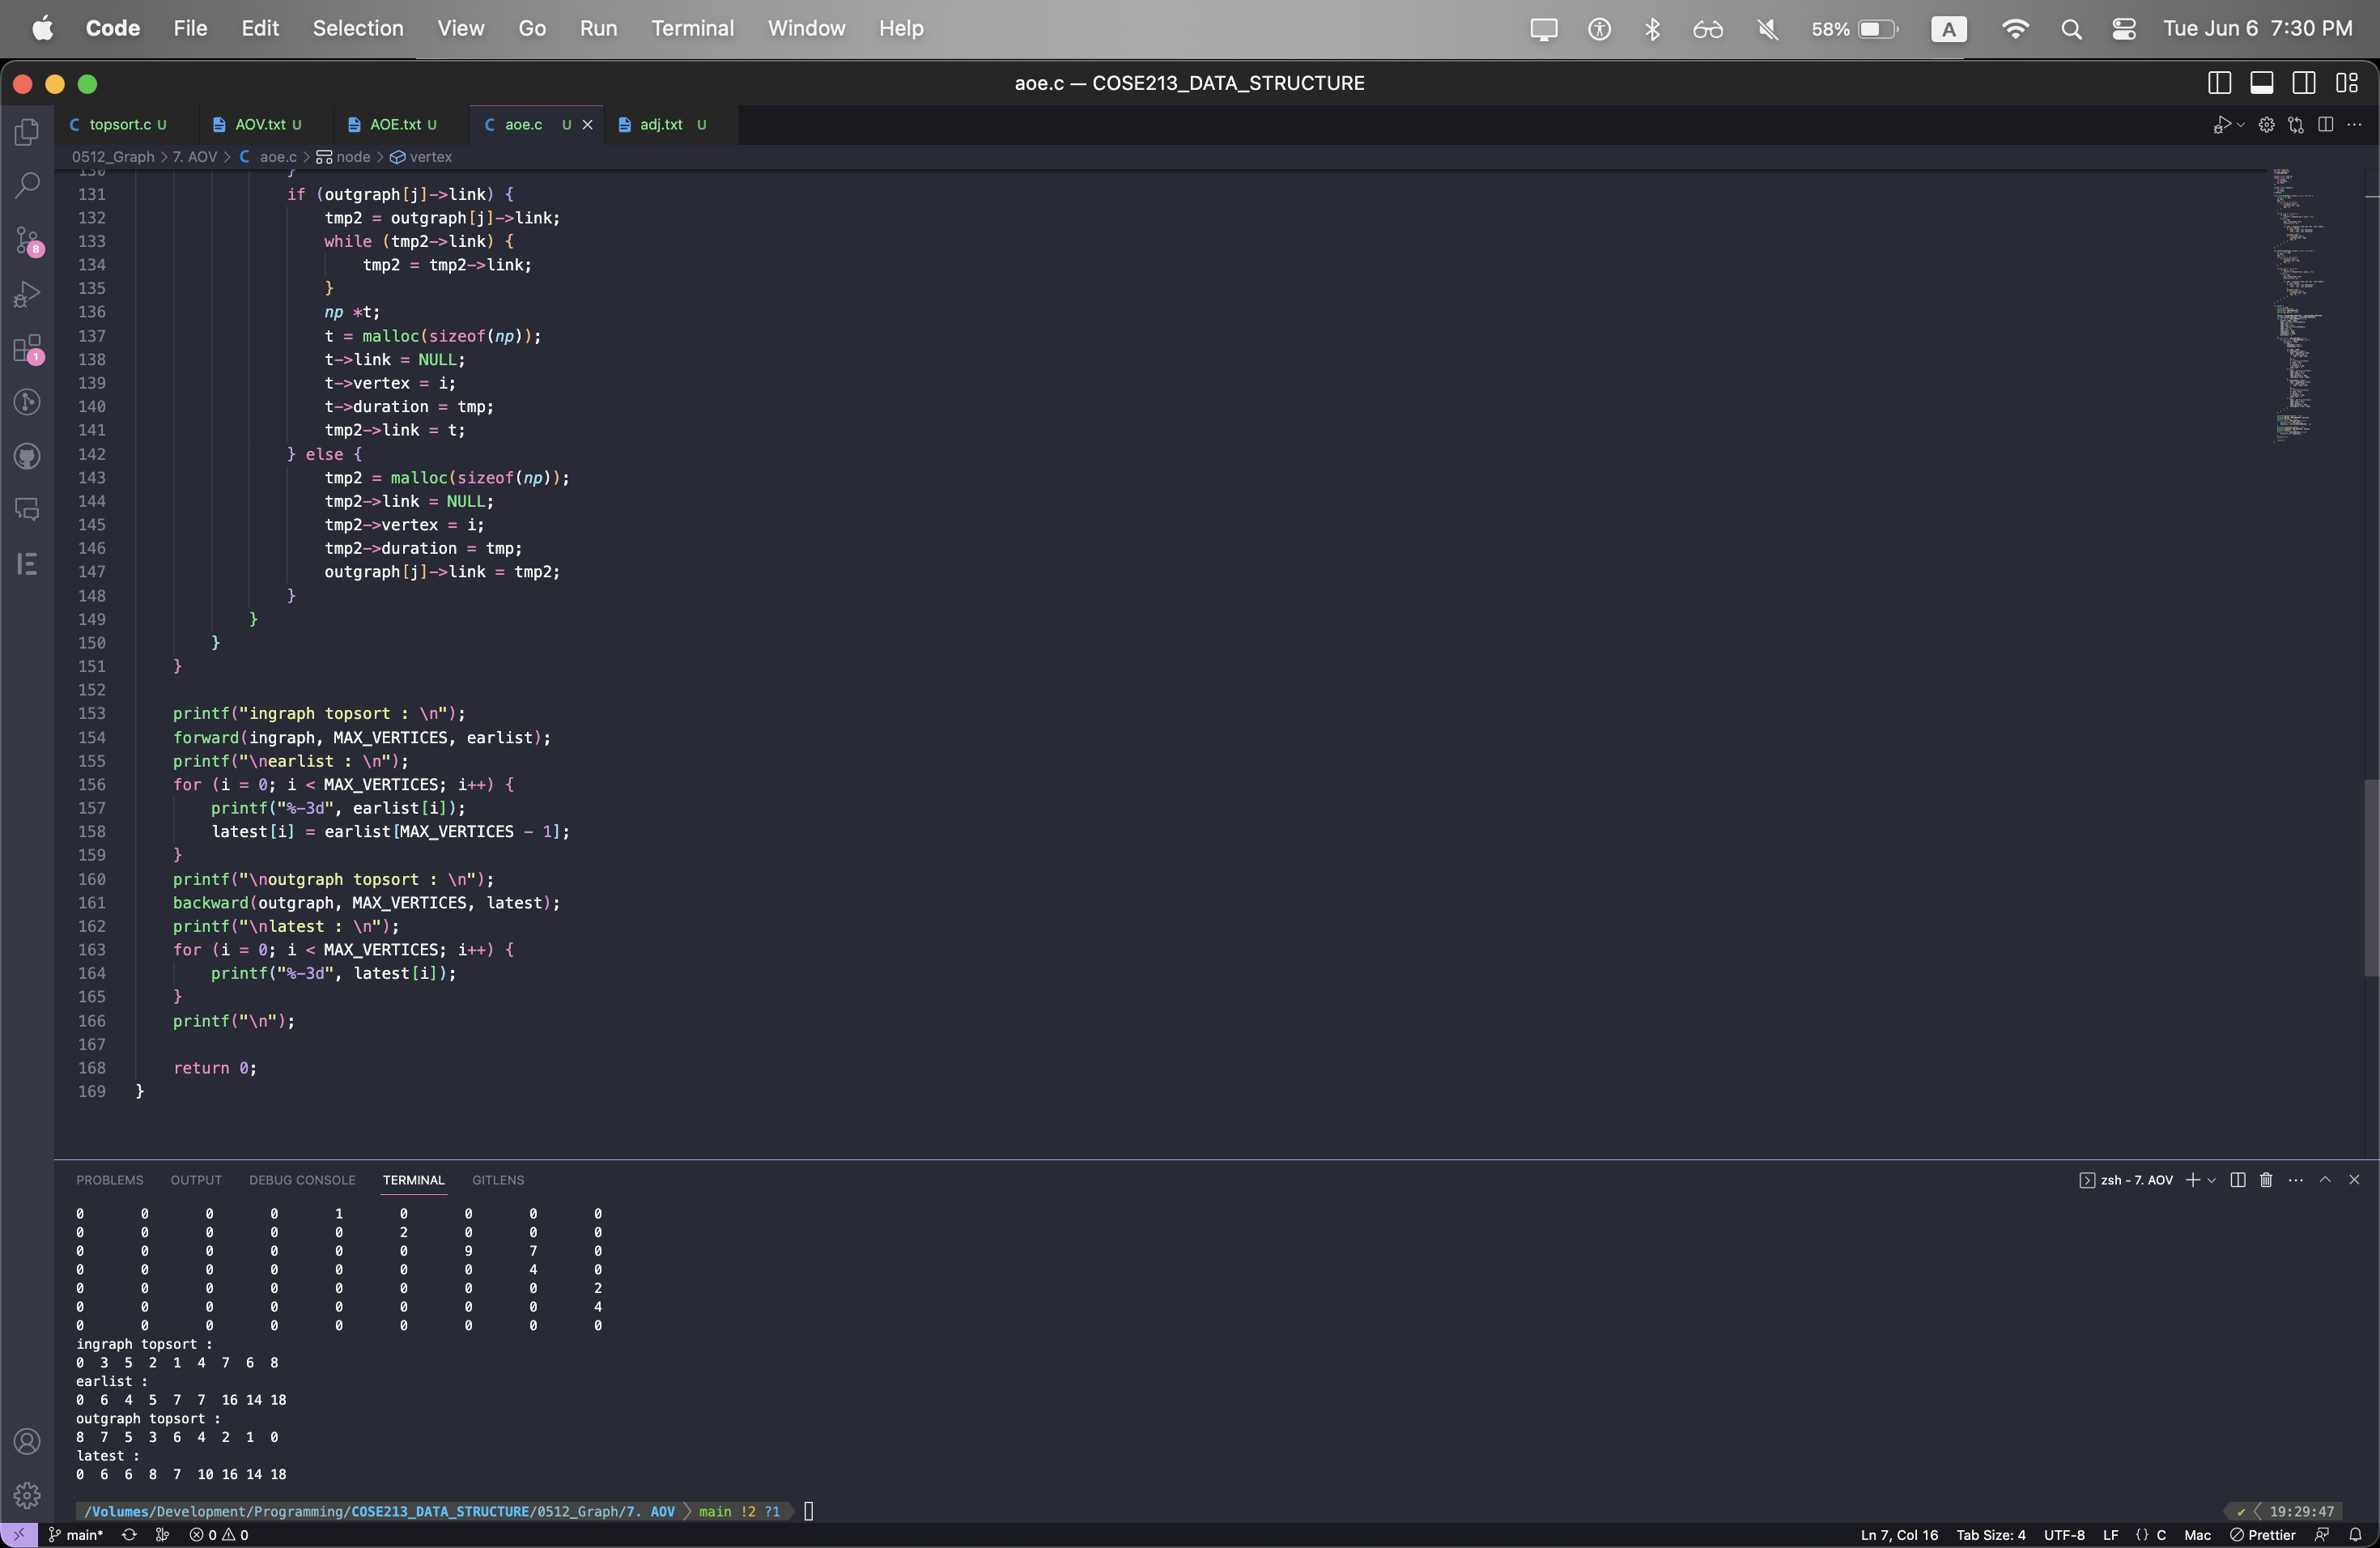 Code File Edit Selection View Go Run Terminal Window Help 58% A Tue Jun 6 7:30 PM
aoe.c — COSE213_DATA_STRUCTURE
C topsort.c U AOV.txt U AOE.txt U C aoe.c U adj.txt U
0512_Graph > 7. AOV > C aoe.c > node > vertex
130 }
131 if (outgraph[j]->link) {
132 tmp2 = outgraph[j]->link;
133 while (tmp2->link) {
134 tmp2 = tmp2->link;
135 }
136 np *t;
137 t = malloc(sizeof(np));
138 t->link = NULL;
139 t->vertex = i;
140 t->duration = tmp;
141 tmp2->link = t;
142 } else {
143 tmp2 = malloc(sizeof(np));
144 tmp2->link = NULL;
145 tmp2->vertex = i;
146 tmp2->duration = tmp;
147 outgraph[j]->link = tmp2;
148 }
149 }
150 }
151 }
152
153 printf("ingraph topsort : \n");
154 forward(ingraph, MAX_VERTICES, earlist);
155 printf("\nearlist : \n");
156 for (i = 0; i < MAX_VERTICES; i++) {
157 printf("%-3d", earlist[i]);
158 latest[i] = earlist[MAX_VERTICES - 1];
159 }
160 printf("\noutgraph topsort : \n");
161 backward(outgraph, MAX_VERTICES, latest);
162 printf("\nlatest : \n");
163 for (i = 0; i < MAX_VERTICES; i++) {
164 printf("%-3d", latest[i]);
165 }
166 printf("\n");
167
168 return 0;
169 }
8
1
PROBLEMS OUTPUT DEBUG CONSOLE TERMINAL GITLENS zsh - 7. AOV
0 0 0 0 1 0 0 0 0
0 0 0 0 0 2 0 0 0
0 0 0 0 0 0 9 7 0
0 0 0 0 0 0 0 4 0
0 0 0 0 0 0 0 0 2
0 0 0 0 0 0 0 0 4
0 0 0 0 0 0 0 0 0
ingraph topsort :
0 3 5 2 1 4 7 6 8
earlist :
0 6 4 5 7 7 16 14 18
outgraph topsort :
8 7 5 3 6 4 2 1 0
latest :
0 6 6 8 7 10 16 14 18
/Volumes/Development/Programming/COSE213_DATA_STRUCTURE/0512_Graph/7. AOV main !2 ?1 ✔ 19:29:47
main* 0 0 Ln 7, Col 16 Tab Size: 4 UTF-8 LF {} C Mac Prettier